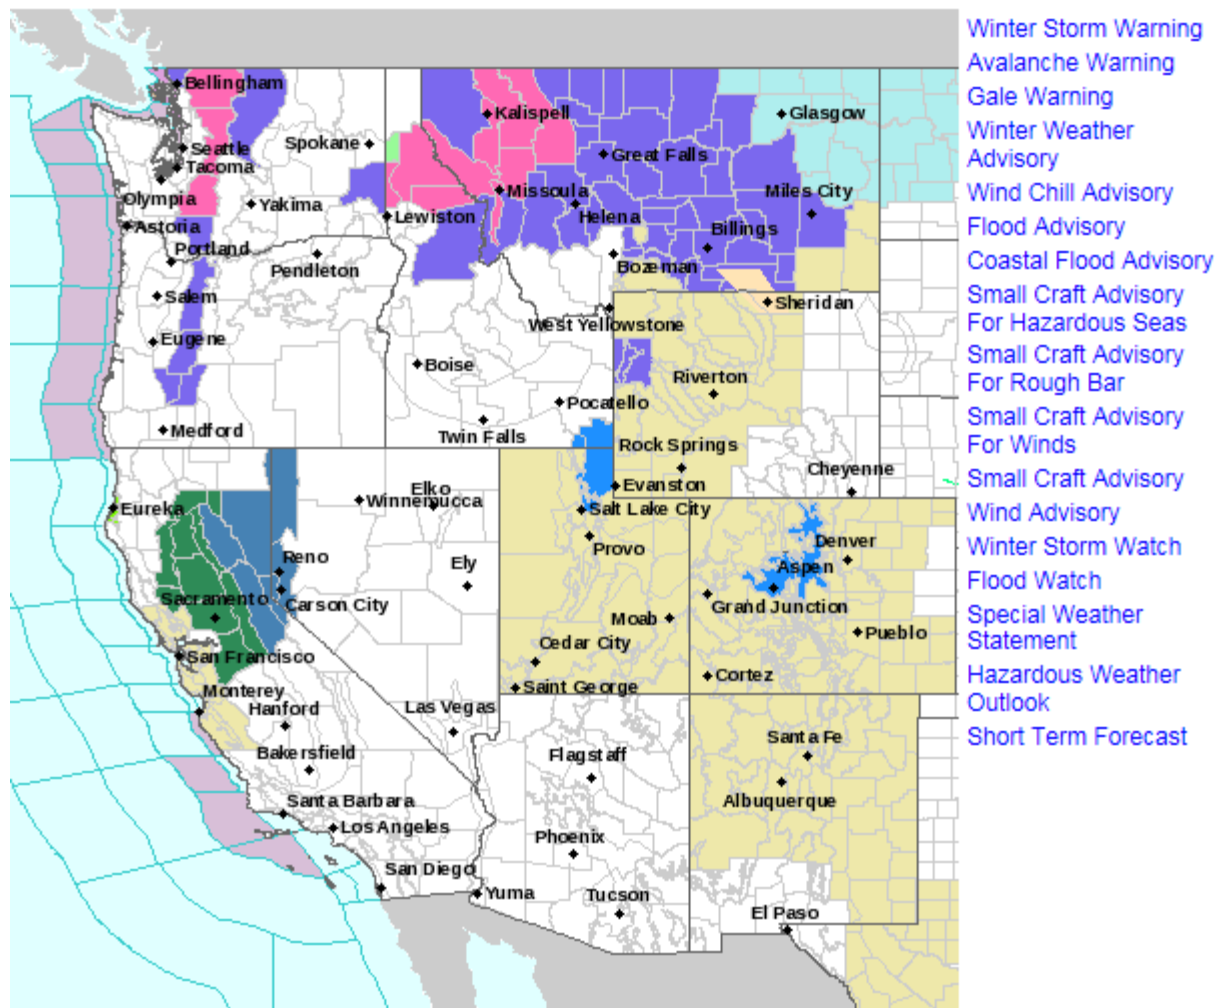 Winter Storm Warning
Avalanche Warning
Gale Warning
Winter Weather
Advisory
Wind Chill Advisory
Flood Advisory
Coastal Flood Advisory
Small Craft Advisory
For Hazardous Seas
Small Craft Advisory
For Rough Bar
Small Craft Advisory
For Winds
Small Craft Advisory
Wind Advisory
Winter Storm Watch
Flood Watch
Special Weather
Statement
Hazardous Weather
Outlook
Short Term Forecast
Bellingham
Kalispell
Glasgow
Seattle
Spokane
Great Falls
Tacoma
Missoula
Miles City
Olympia
Yakima
Lewiston
Helena
Astoria
Billings
Portland
Pendleton
Bozeman
Salem
Sheridan
West Yellowstone
Eugene
Boise
Riverton
Pocatello
Medford
Twin Falls
Rock Springs
Cheyenne
Evanston
Elko
Winnemucca
Eureka
Salt Lake City
Provo
Denver
Reno
Ely
Aspen
Sacramento
Carson City
Grand Junction
Moab
Pueblo
Cedar City
San Francisco
Cortez
Saint George
Monterey
Hanford
Las Vegas
Santa Fe
Bakersfield
Flagstaff
Albuquerque
Santa Barbara
Los Angeles
Phoenix
San Diego
Yuma
Tucson
El Paso